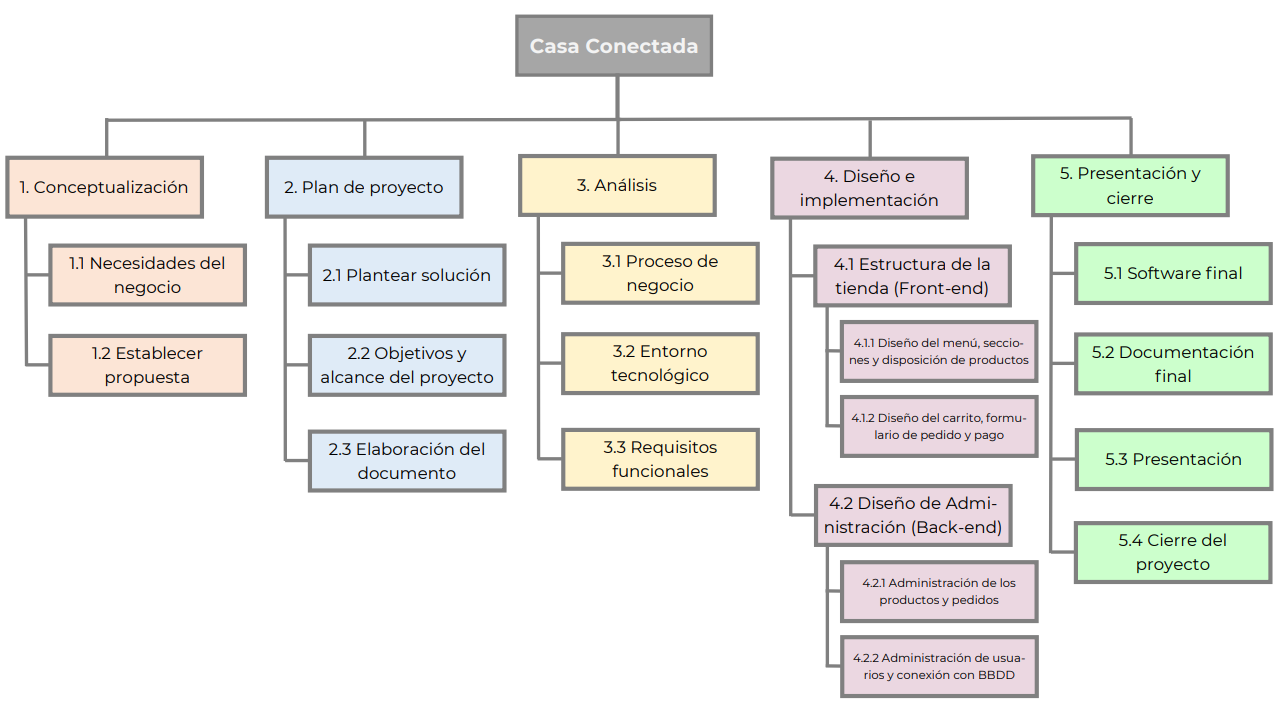 Casa Conectada
1. Conceptualización
1.1 Necesidades del
negocio
1.2 Establecer
propuesta
2. Plan de proyecto
2.1 Plantear solución
2.2 Objetivos y
alcance del proyecto
2.3 Elaboración del
documento
3. Análisis
3.1 Proceso de
negocio
3.2 Entorno
tecnológico
3.3 Requisitos
funcionales
4. Diseño e
implementación
4.1 Estructura de la
tienda (Front-end)
4.1.1 Diseño del menú, seccio-
nes y disposición de productos
4.1.2 Diseño del carrito, formu-
lario de pedido y pago
4.2 Diseño de Admi-
nistración (Back-end)
4.2.1 Administración de los
productos y pedidos
4.2.2 Administración de usua-
rios y conexión con BBDD
5. Presentación y
cierre
5.1 Software final
5.2 Documentación
final
5.3 Presentación
5.4 Cierre del
proyecto